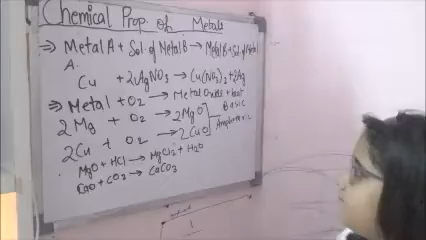 Chemical Prop. of Metals
⇒ Metal A + Sol. of Metal B → Metal B + Sol. of Metal
A.
Cu + 2AgNO3 → Cu(NO3)2 + 2Ag
⇒ Metal + O2 → Metal Oxide + heat
2Mg + O2 → 2MgO Basic
2Cu + O2 → 2CuO
MgO + HCl → MgCl2 + H2O
CaO + CO2 → CaCO3